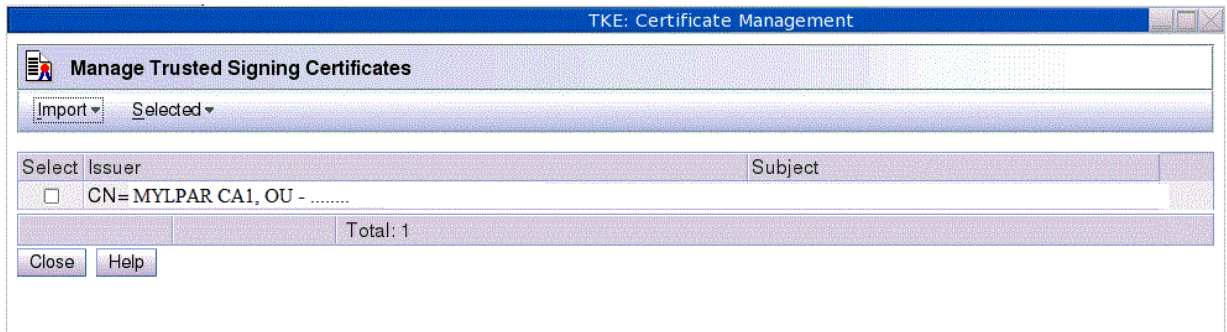 TKE: Certificate Management
Manage Trusted Signing Certificates
Import Selected
Select Issuer Subject
CN= MYLPAR CA1, OU - ........
Total: 1
Close Help